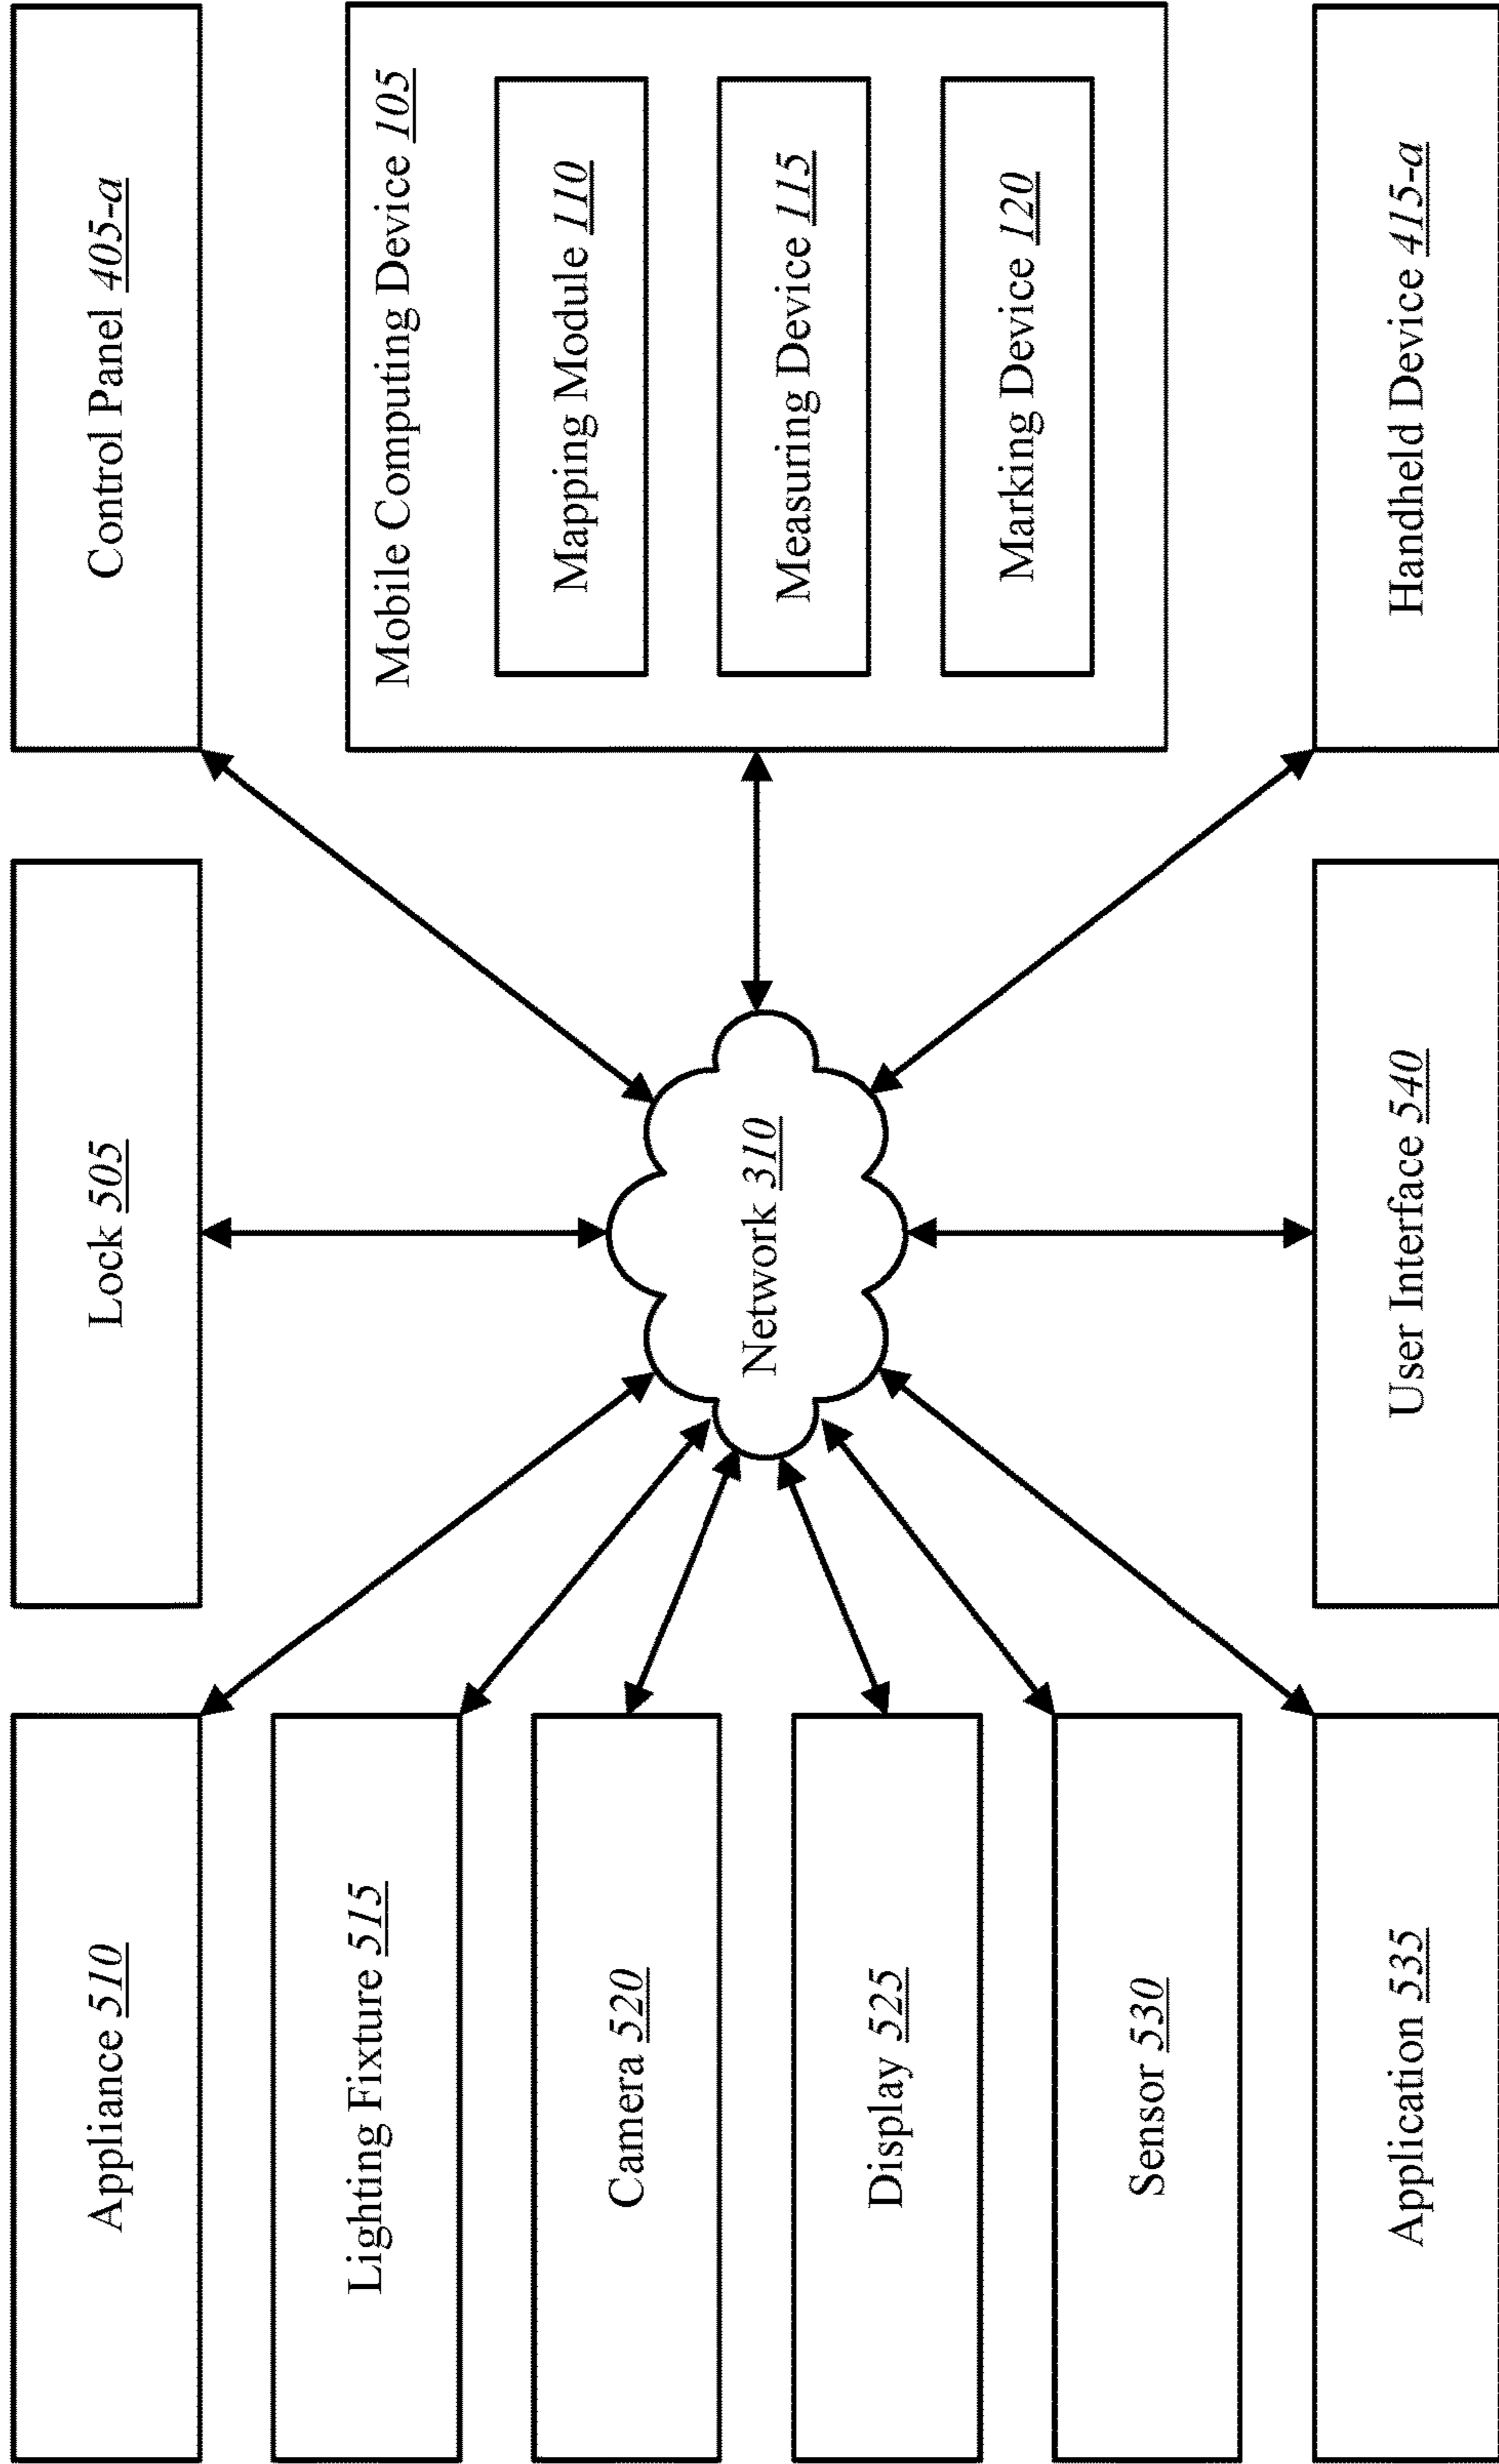 Appliance 510
Lighting Fixture 515
Camera 520
Display 525
Sensor 530
Application 535
Lock 505
Network 310
User Interface 540
Control Panel 405-a
Mobile Computing Device 105
Mapping Module 110
Measuring Device 115
Marking Device 120
Handheld Device 415-a